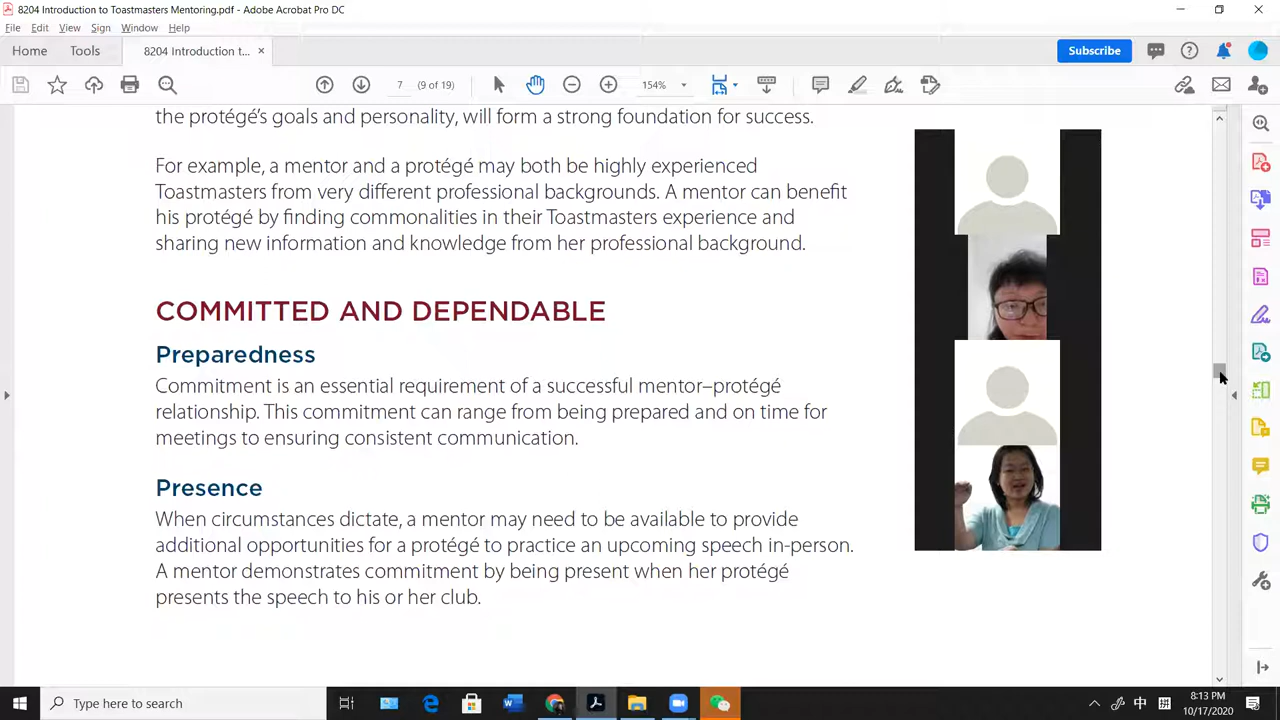 8204 Introduction to Toastmasters Mentoring.pdf - Adobe Acrobat Pro DC
File Edit View Sign Window Help
Home Tools 8204 Introduction t... × Subscribe
7 (9 of 19) 154%
the protégé’s goals and personality, will form a strong foundation for success.
For example, a mentor and a protégé may both be highly experienced
Toastmasters from very different professional backgrounds. A mentor can benefit
his protégé by finding commonalities in their Toastmasters experience and
sharing new information and knowledge from her professional background.
COMMITTED AND DEPENDABLE
Preparedness
Commitment is an essential requirement of a successful mentor–protégé
relationship. This commitment can range from being prepared and on time for
meetings to ensuring consistent communication.
Presence
When circumstances dictate, a mentor may need to be available to provide
additional opportunities for a protégé to practice an upcoming speech in-person.
A mentor demonstrates commitment by being present when her protégé
presents the speech to his or her club.
Type here to search
中 拼 8:13 PM
10/17/2020